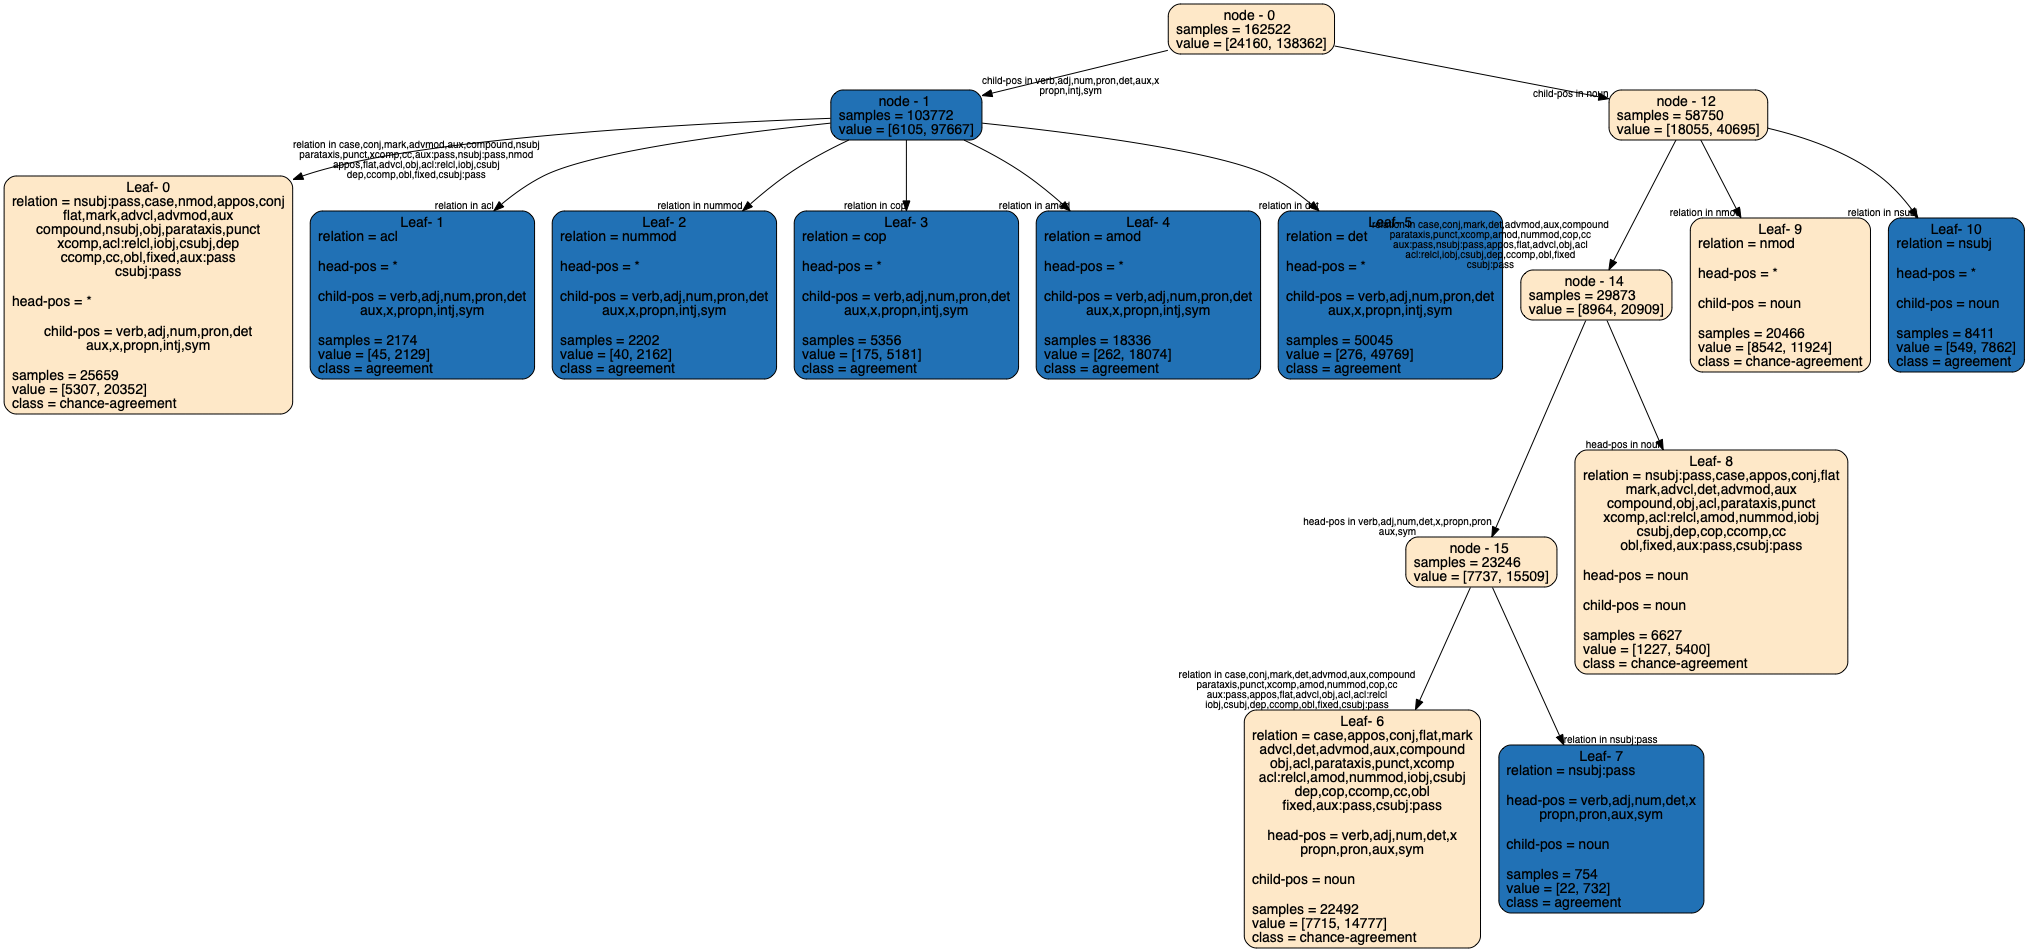 node - 0
samples = 162522
value = [24160, 138362]
child-pos in verb,adj,num,pron,det,aux,x
propn,intj,sym
child-pos in noun
node - 1
samples = 103772
value = [6105, 97667]
node - 12
samples = 58750
value = [18055, 40695]
relation in case,conj,mark,advmod,aux,compound,nsubj
parataxis,punct,xcomp,cc,aux:pass,nsubj:pass,nmod
appos,flat,advcl,obj,acl:relcl,iobj,csubj
dep,ccomp,obl,fixed,csubj:pass
Leaf- 0
relation = nsubj:pass,case,nmod,appos,conj
flat,mark,advcl,advmod,aux
compound,nsubj,obj,parataxis,punct
xcomp,acl:relcl,iobj,csubj,dep
ccomp,cc,obl,fixed,aux:pass
csubj:pass
head-pos = *
child-pos = verb,adj,num,pron,det
aux,x,propn,intj,sym
samples = 25659
value = [5307, 20352]
class = chance-agreement
relation in acl
Leaf- 1
relation = acl
head-pos = *
child-pos = verb,adj,num,pron,det
aux,x,propn,intj,sym
samples = 2174
value = [45, 2129]
class = agreement
relation in nummod
Leaf- 2
relation = nummod
head-pos = *
child-pos = verb,adj,num,pron,det
aux,x,propn,intj,sym
samples = 2202
value = [40, 2162]
class = agreement
relation in cop
Leaf- 3
relation = cop
head-pos = *
child-pos = verb,adj,num,pron,det
aux,x,propn,intj,sym
samples = 5356
value = [175, 5181]
class = agreement
relation in amod
Leaf- 4
relation = amod
head-pos = *
child-pos = verb,adj,num,pron,det
aux,x,propn,intj,sym
samples = 18336
value = [262, 18074]
class = agreement
relation in det
Leaf- 5
relation = det
head-pos = *
child-pos = verb,adj,num,pron,det
aux,x,propn,intj,sym
samples = 50045
value = [276, 49769]
class = agreement
relation in case,conj,mark,det,advmod,aux,compound
parataxis,punct,xcomp,amod,nummod,cop,cc
aux:pass,nsubj:pass,appos,flat,advcl,obj,acl
acl:relcl,iobj,csubj,dep,ccomp,obl,fixed
csubj:pass
node - 14
samples = 29873
value = [8964, 20909]
relation in nmod
Leaf- 9
relation = nmod
head-pos = *
child-pos = noun
samples = 20466
value = [8542, 11924]
class = chance-agreement
relation in nsubj
Leaf- 10
relation = nsubj
head-pos = *
child-pos = noun
samples = 8411
value = [549, 7862]
class = agreement
head-pos in verb,adj,num,det,x,propn,pron
aux,sym
node - 15
samples = 23246
value = [7737, 15509]
head-pos in noun
Leaf- 8
relation = nsubj:pass,case,appos,conj,flat
mark,advcl,det,advmod,aux
compound,obj,acl,parataxis,punct
xcomp,acl:relcl,amod,nummod,iobj
csubj,dep,cop,ccomp,cc
obl,fixed,aux:pass,csubj:pass
head-pos = noun
child-pos = noun
samples = 6627
value = [1227, 5400]
class = chance-agreement
relation in case,conj,mark,det,advmod,aux,compound
parataxis,punct,xcomp,amod,nummod,cop,cc
aux:pass,appos,flat,advcl,obj,acl,acl:relcl
iobj,csubj,dep,ccomp,obl,fixed,csubj:pass
Leaf- 6
relation = case,appos,conj,flat,mark
advcl,det,advmod,aux,compound
obj,acl,parataxis,punct,xcomp
acl:relcl,amod,nummod,iobj,csubj
dep,cop,ccomp,cc,obl
fixed,aux:pass,csubj:pass
head-pos = verb,adj,num,det,x
propn,pron,aux,sym
child-pos = noun
samples = 22492
value = [7715, 14777]
class = chance-agreement
relation in nsubj:pass
Leaf- 7
relation = nsubj:pass
head-pos = verb,adj,num,det,x
propn,pron,aux,sym
child-pos = noun
samples = 754
value = [22, 732]
class = agreement